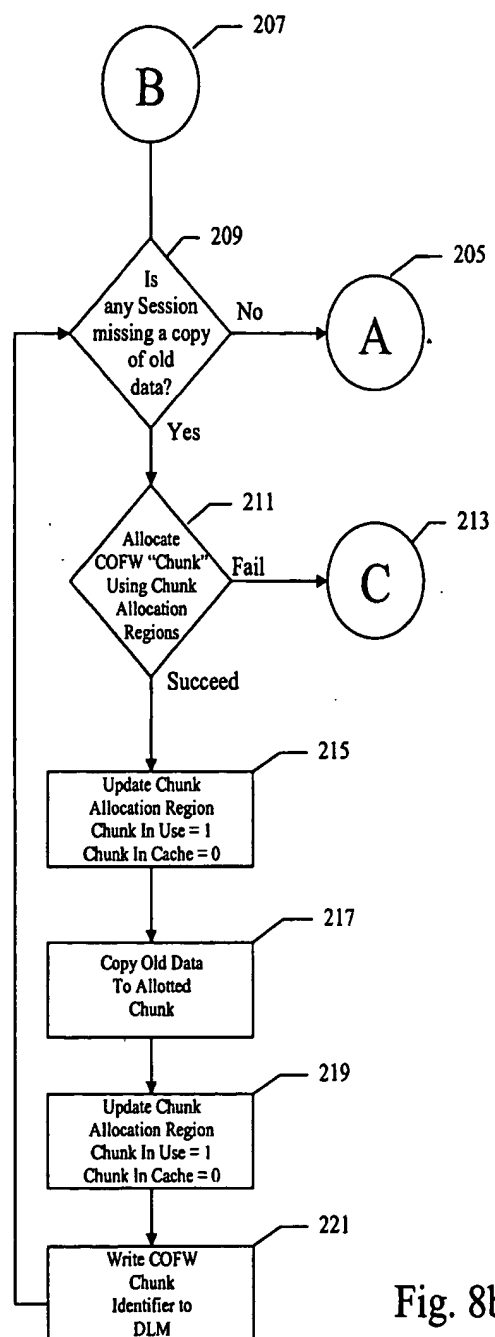 207
B
209
Is
any Session
missing a copy
of old
data?
No
205
A
Yes
211
Allocate
COFW "Chunk"
Using Chunk
Allocation
Regions
Fail
213
C
Succeed
215
Update Chunk
Allocation Region
Chunk In Use = 1
Chunk In Cache = 0
217
Copy Old Data
To Allotted
Chunk
219
Update Chunk
Allocation Region
Chunk In Use = 1
Chunk In Cache = 0
221
Write COFW
Chunk
Identifier to
DLM
Fig. 8b